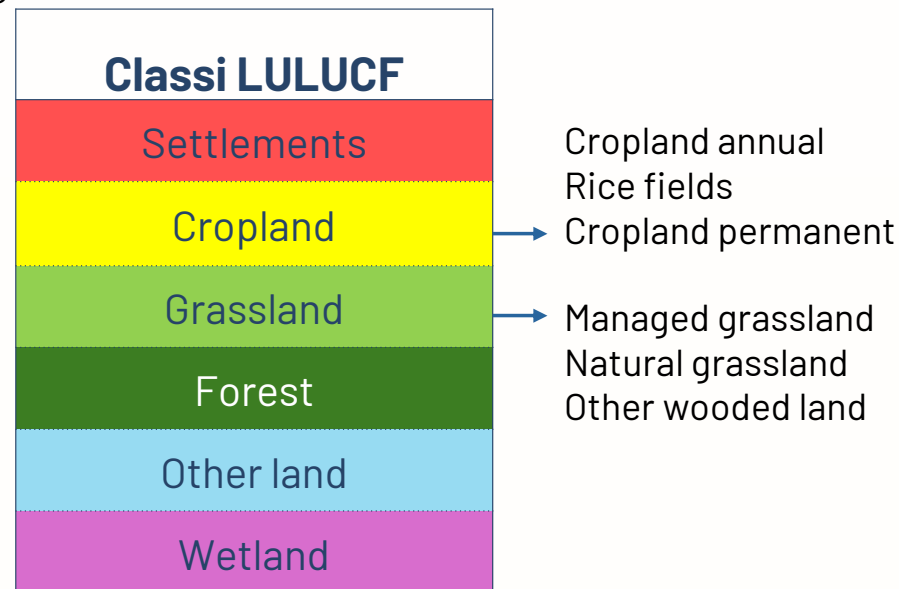 Classi LULUCF
Settlements
Cropland
Grassland
Forest
Other land
Wetland
Cropland annual
Rice fields
Cropland permanent
Managed grassland
Natural grassland
Other wooded land